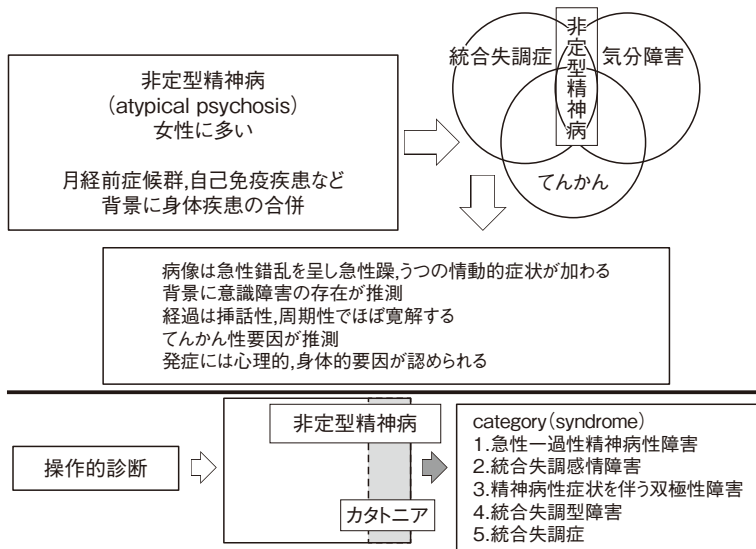 非定型精神病
(atypical psychosis)
女性に多い
月経前症候群,自己免疫疾患など
背景に身体疾患の合併
統合失調症
非定型精神病
気分障害
てんかん
病像は急性錯乱を呈し急性躁,うつの情動的症状が加わる
背景に意識障害の存在が推測
経過は挿話性,周期性でほぼ寛解する
てんかん性要因が推測
発症には心理的,身体的要因が認められる
操作的診断
非定型精神病
カタトニア
category(syndrome)
1.急性一過性精神病性障害
2.統合失調感情障害
3.精神病性症状を伴う双極性障害
4.統合失調型障害
5.統合失調症